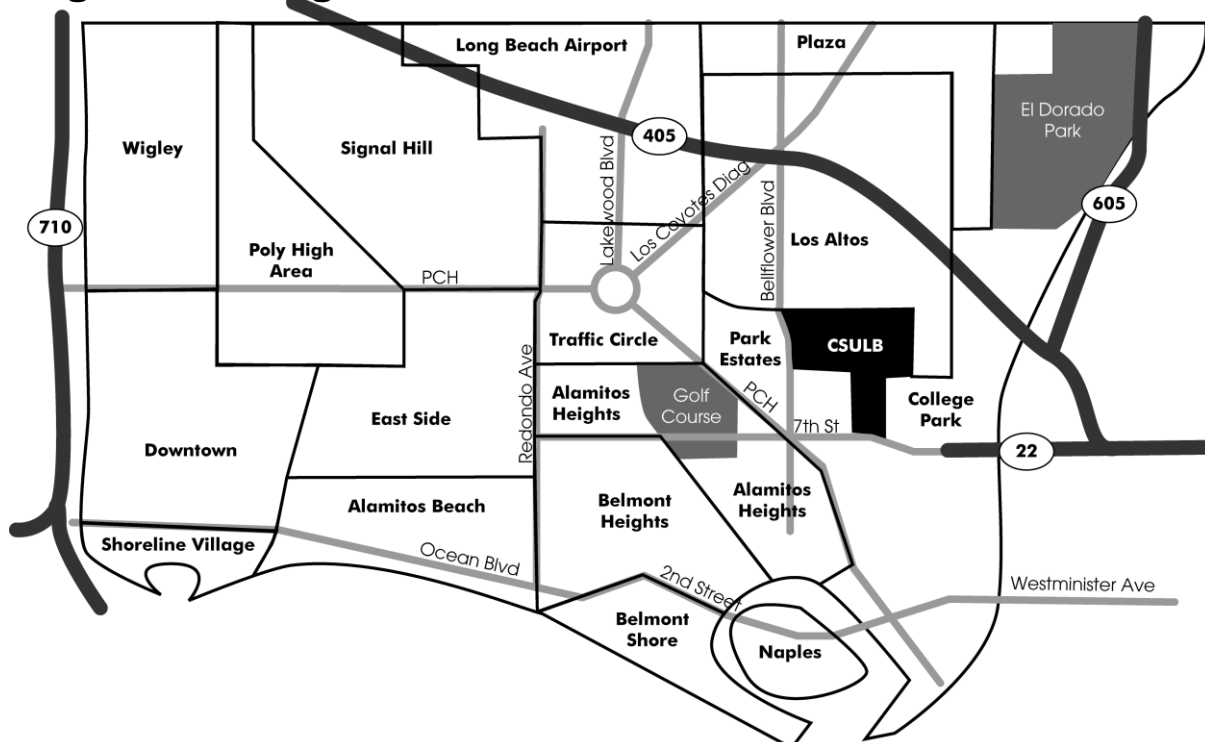 Long Beach Airport
Plaza
El Dorado
Park
Wigley
Signal Hill
405
Lakewood Blvd
Los Coyotes Diag
Bellflower Blvd
605
710
Poly High
Area
Los Altos
PCH
Traffic Circle
Park
Estates
CSULB
Redondo Ave
Alamitos
Heights
Golf
Course
PCH
College
Park
East Side
7th St
Downtown
22
Alamitos Beach
Belmont
Heights
Alamitos
Heights
Shoreline Village
Ocean Blvd
2nd Street
Westminister Ave
Belmont
Shore
Naples